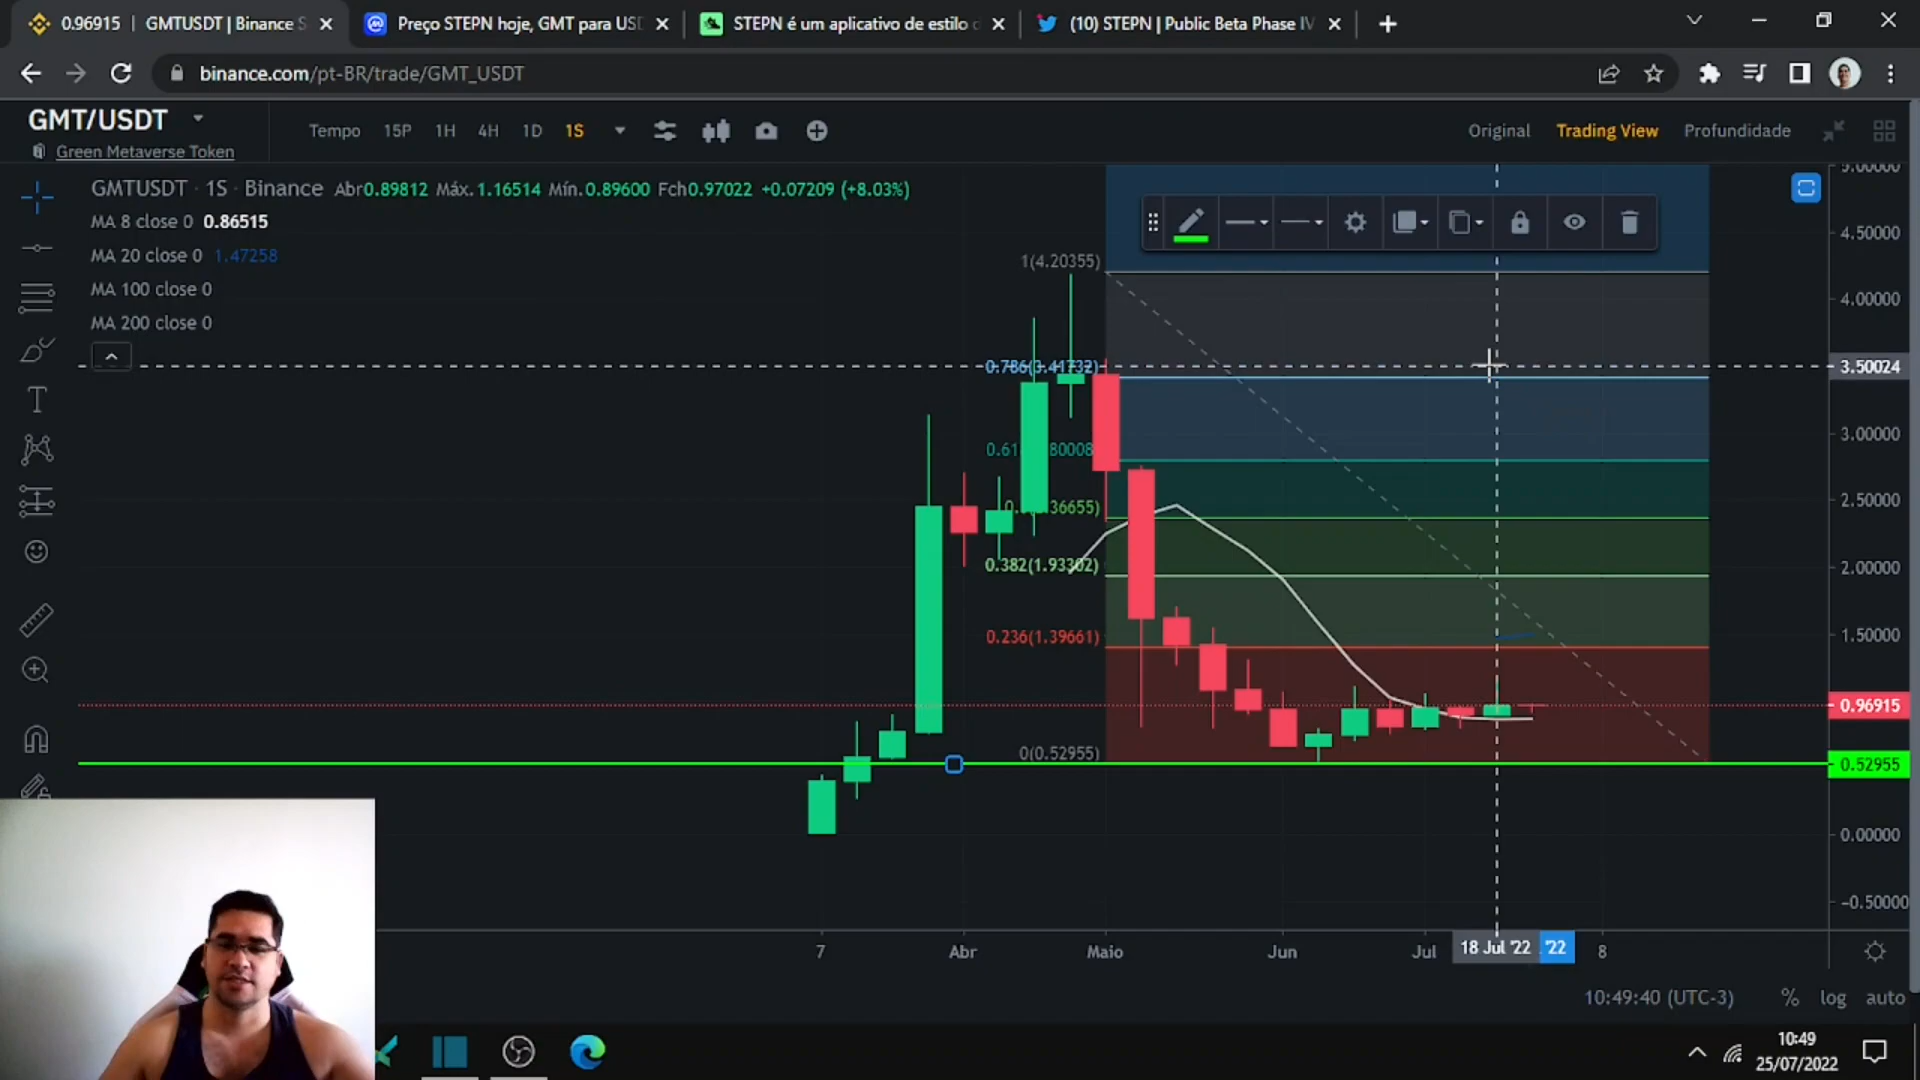 0.96915 | GMTUSDT | Binance S
Preço STEPN hoje, GMT para USD
STEPN é um aplicativo de estilo d
(10) STEPN | Public Beta Phase IV
binance.com/pt-BR/trade/GMT_USDT
GMT/USDT
Green Metaverse Token
Tempo 15P 1H 4H 1D 1S
Original Trading View Profundidade
GMTUSDT · 1S · Binance Abr0.89812 Máx.1.16514 Mín.0.89600 Fch0.97022 +0.07209 (+8.03%)
MA 8 close 0 0.86515
MA 20 close 0 1.47258
MA 100 close 0
MA 200 close 0
5.00000
4.50000
4.00000
3.50024
3.00000
2.50000
2.00000
1.50000
0.96915
0.52955
0.00000
-0.50000
1(4.20355)
0.786(3.41732)
0.382(1.93302)
0.236(1.39661)
0(0.52955)
7 Abr Maio Jun Jul 18 Jul '22 '22 8
10:49:40 (UTC-3) % log auto
10:49
25/07/2022